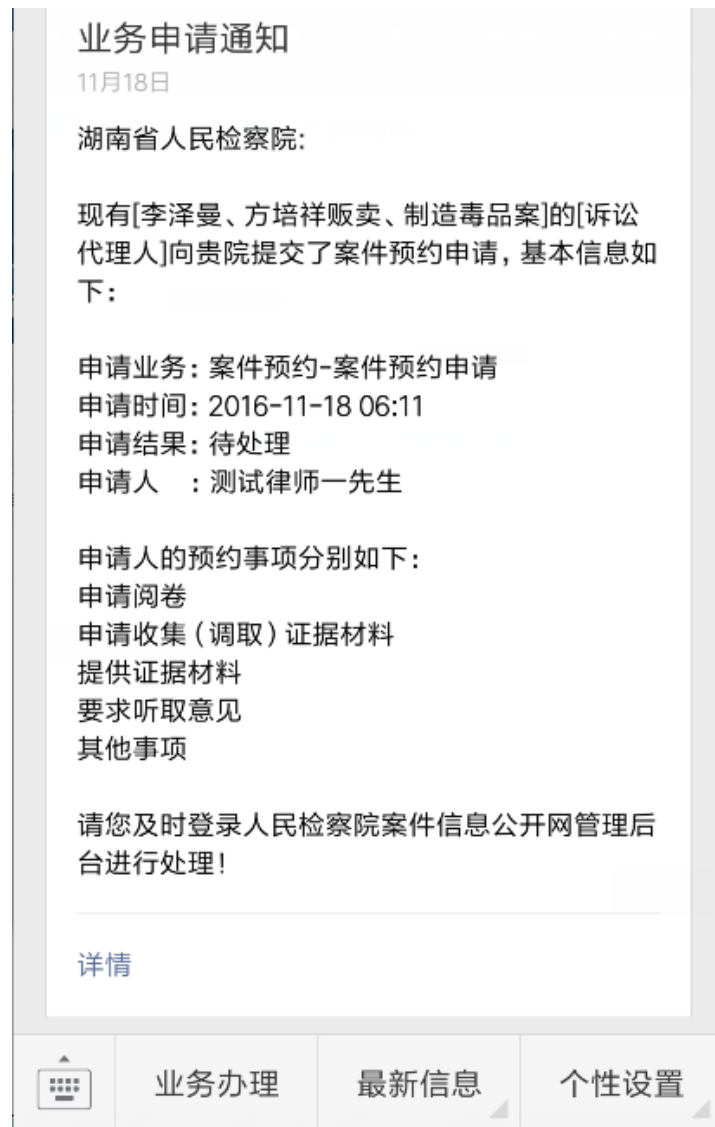 业务申请通知
11月18日
湖南省人民检察院:
现有[李泽曼、方培祥贩卖、制造毒品案]的[诉讼
代理人]向贵院提交了案件预约申请，基本信息如
下：
申请业务：案件预约-案件预约申请
申请时间：2016-11-18 06:11
申请结果：待处理
申请人　：测试律师一先生
申请人的预约事项分别如下：
申请阅卷
申请收集（调取）证据材料
提供证据材料
要求听取意见
其他事项
请您及时登录人民检察院案件信息公开网管理后
台进行处理！
详情
业务办理
最新信息
个性设置